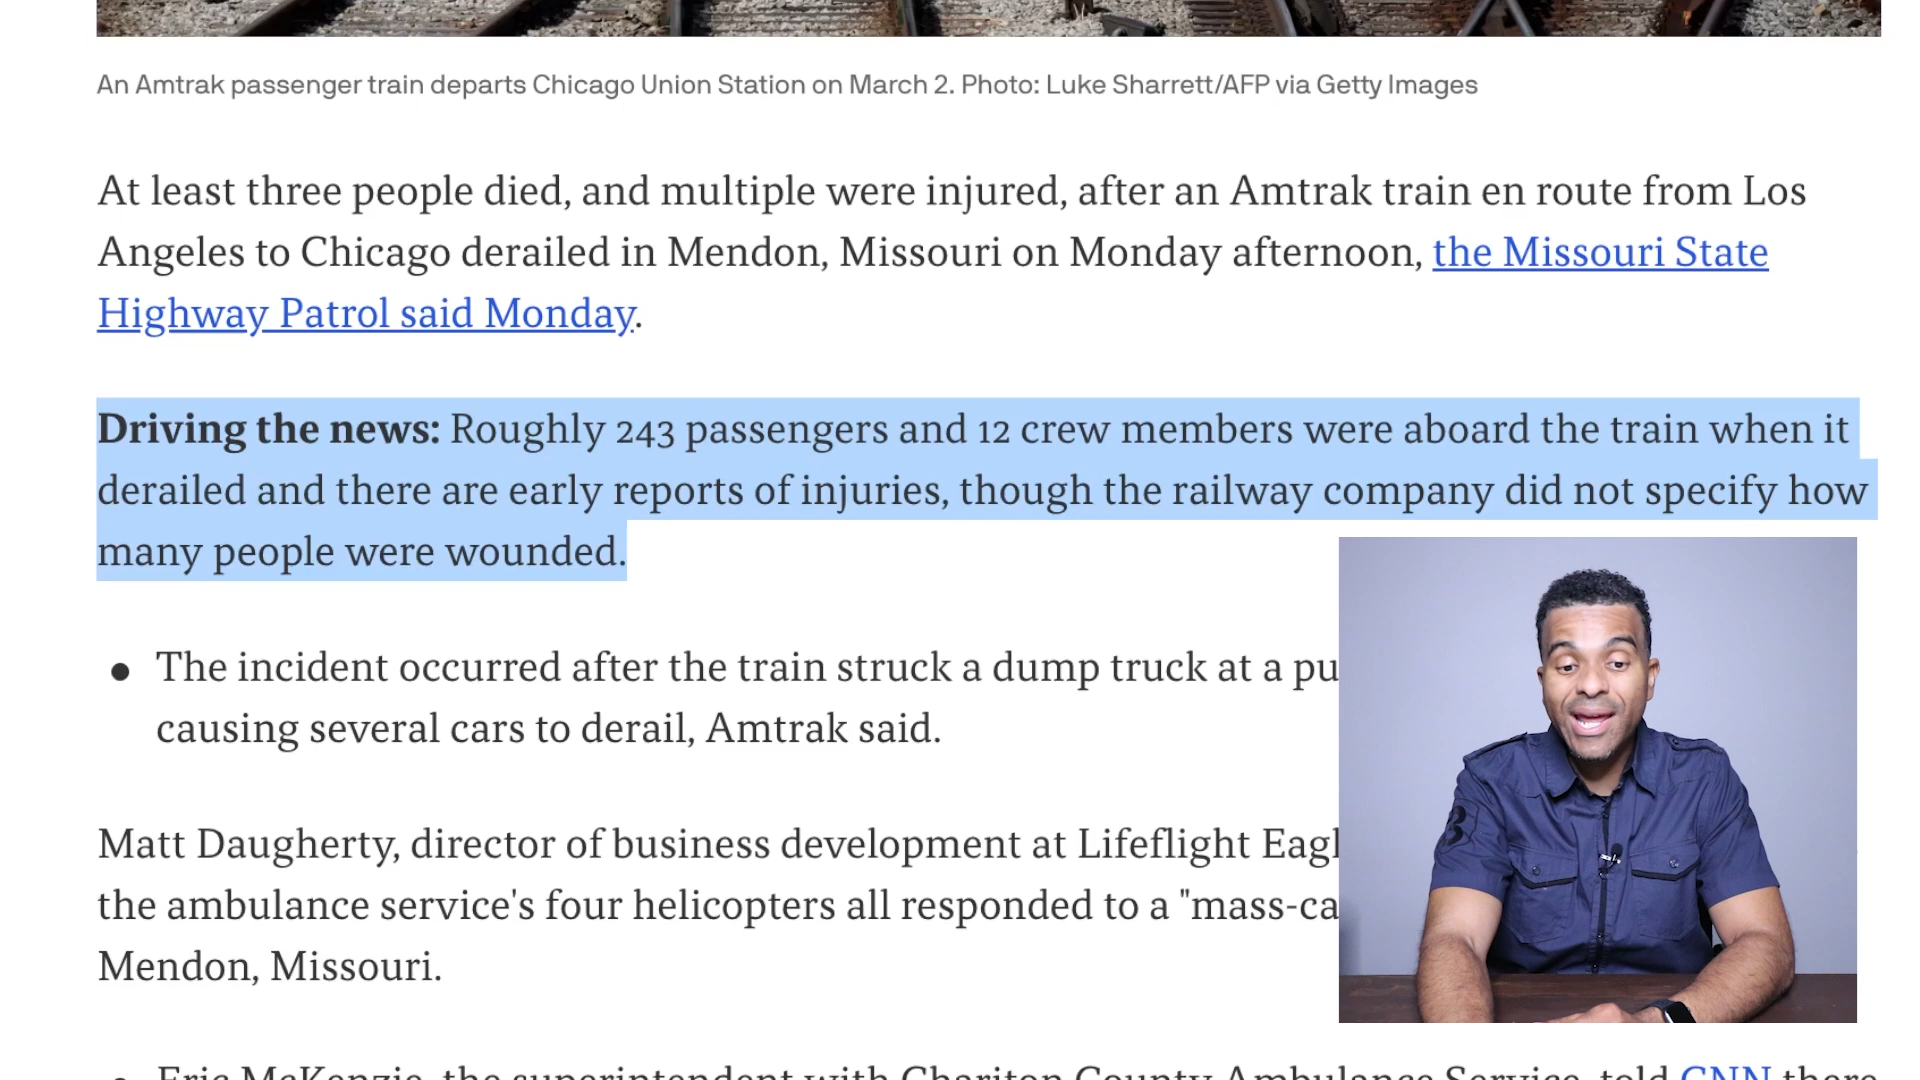 An Amtrak passenger train departs Chicago Union Station on March 2. Photo: Luke Sharrett/AFP via Getty Images
At least three people died, and multiple were injured, after an Amtrak train en route from Los
Angeles to Chicago derailed in Mendon, Missouri on Monday afternoon, the Missouri State
Highway Patrol said Monday.
Driving the news: Roughly 243 passengers and 12 crew members were aboard the train when it
derailed and there are early reports of injuries, though the railway company did not specify how
many people were wounded.
• The incident occurred after the train struck a dump truck at a pu
causing several cars to derail, Amtrak said.
Matt Daugherty, director of business development at Lifeflight Eagl
the ambulance service's four helicopters all responded to a "mass-ca
Mendon, Missouri.
• Eric McKenzie, the superintendent with Chariton County Ambulance Service, told CNN there